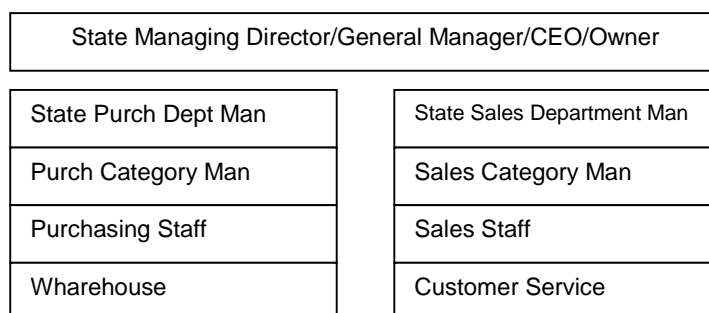 State Managing Director/General Manager/CEO/Owner
State Purch Dept Man
State Sales Department Man
Purch Category Man
Sales Category Man
Purchasing Staff
Sales Staff
Wharehouse
Customer Service